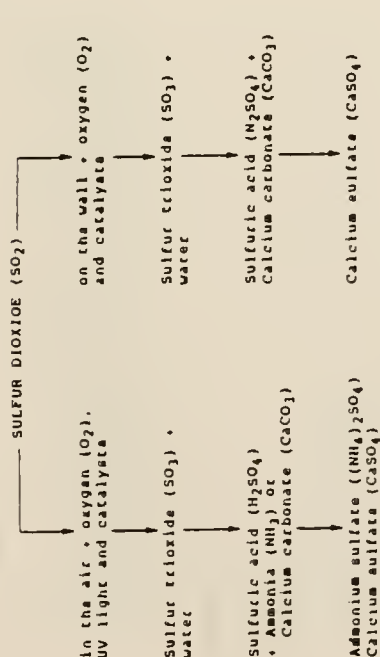 SULFUR DIOXIOE (SO2)
in the air + oxygen (O2),
UV light and catalysts
Sulfur trioxide (SO3) +
water
Sulfuric acid (H2SO4)
+ Ammonia (NH3) or
Calcium carbonate (CaCO3)
Ammonium sulfate ((NH4)2SO4)
Calcium sulfate (CaSO4)
on the wall + oxygen (O2)
and catalysts
Sulfur trioxide (SO3) +
water
Sulfuric acid (N2SO4) +
Calcium carbonate (CaCO3)
Calcium sulfate (CaSO4)